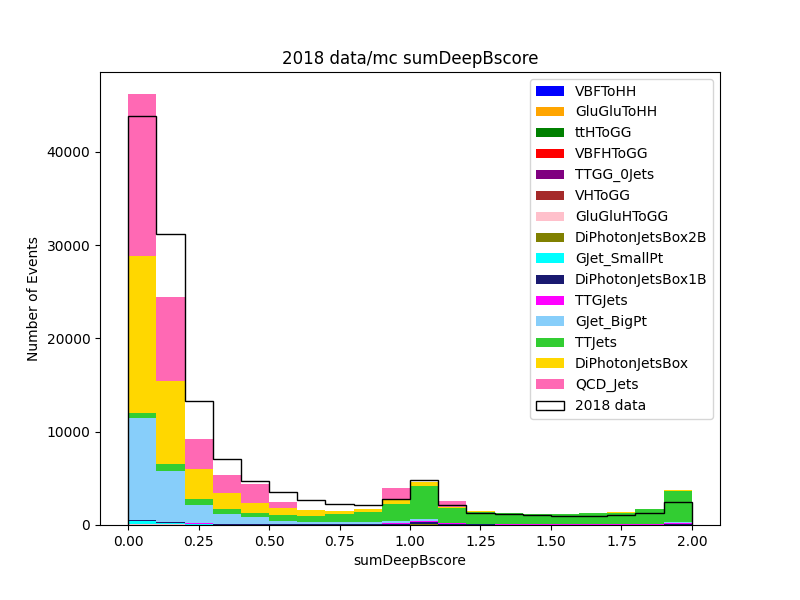 2018 data/mc sumDeepBscore
Number of Events
40000
30000
20000
10000
0
0.00 0.25 0.50 0.75 1.00 1.25 1.50 1.75 2.00
sumDeepBscore
VBFToHH
GluGluToHH
ttHToGG
VBFHToGG
TTGG_0Jets
VHToGG
GluGluHToGG
DiPhotonJetsBox2B
GJet_SmallPt
DiPhotonJetsBox1B
TTGJets
GJet_BigPt
TTJets
DiPhotonJetsBox
QCD_Jets
2018 data